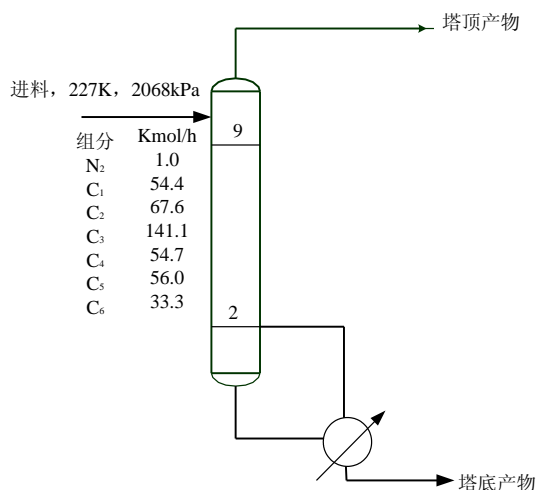 塔顶产物
进料，227K，2068kPa
组分 Kmol/h
N₂ 1.0
C₁ 54.4
C₂ 67.6
C₃ 141.1
C₄ 54.7
C₅ 56.0
C₆ 33.3
9
2
塔底产物